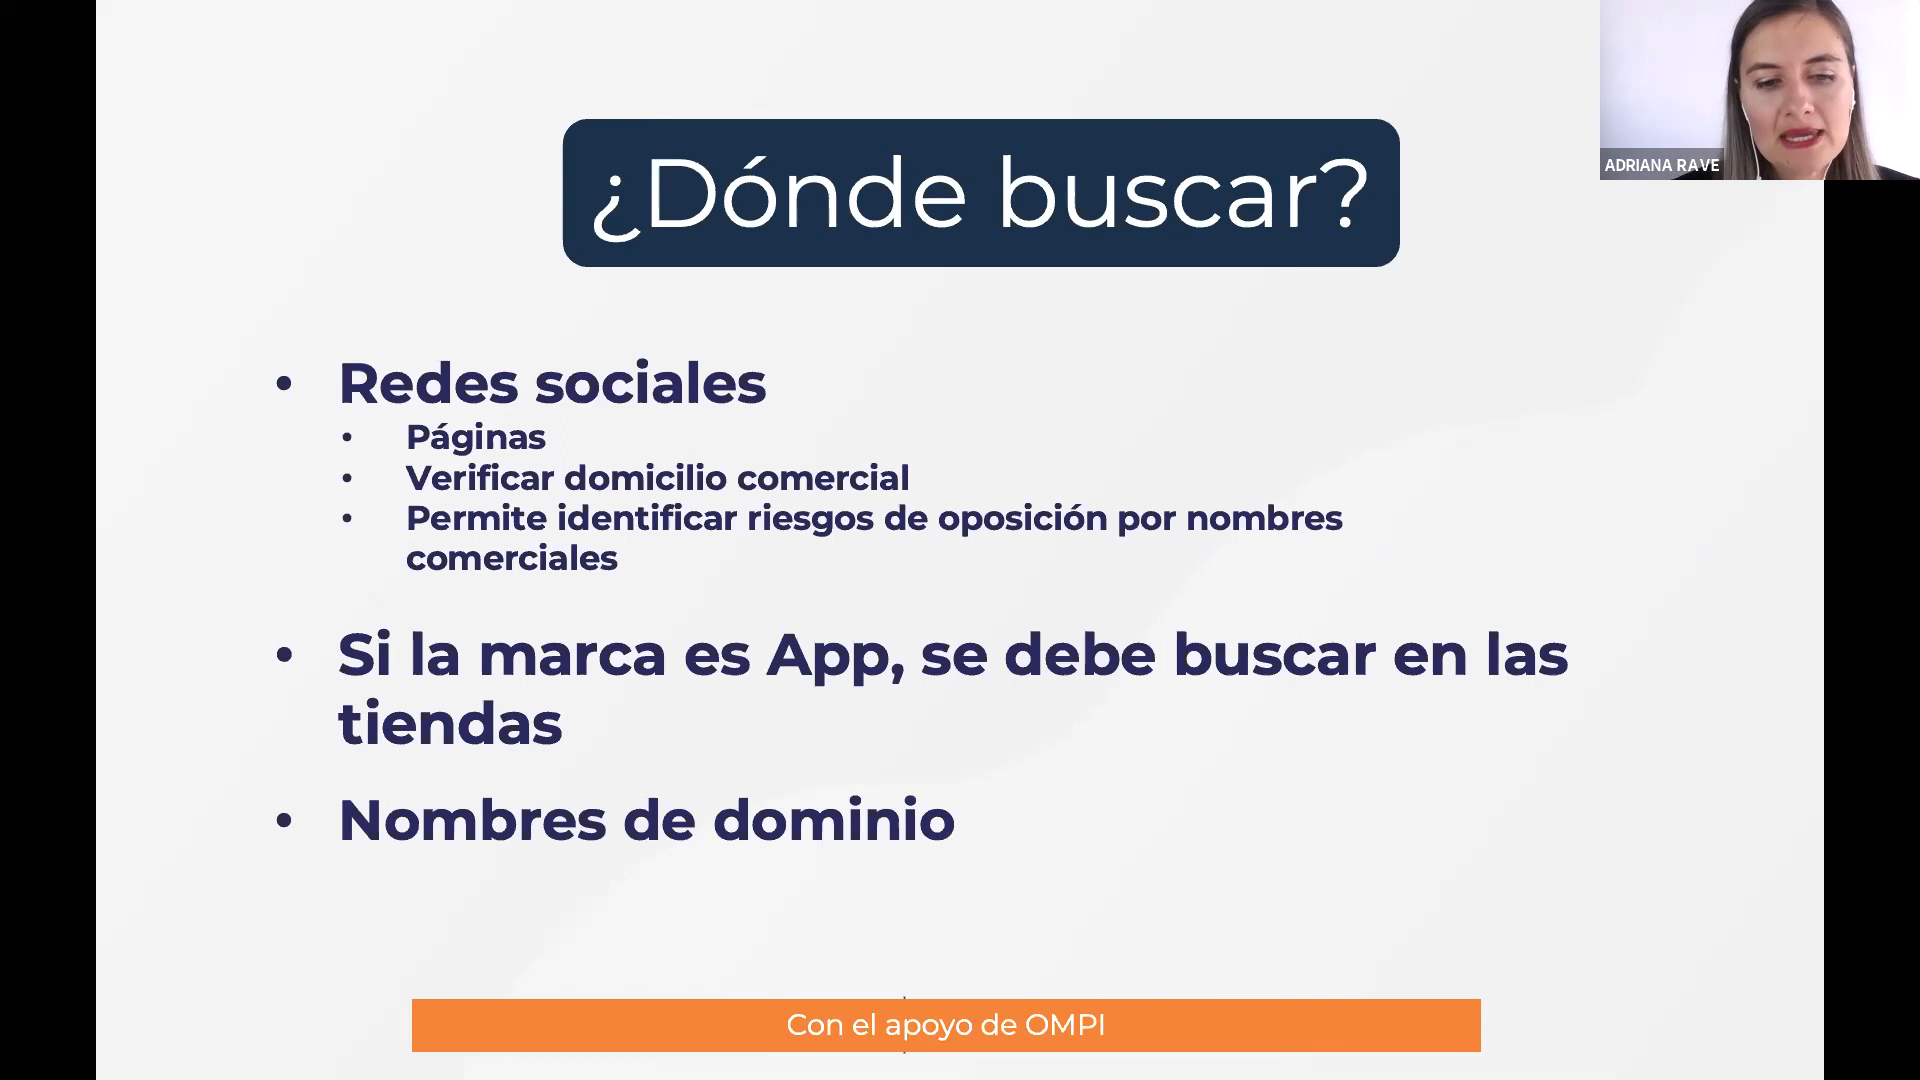 ADRIANA RAVE
¿Dónde buscar?
• Redes sociales
• Páginas
• Verificar domicilio comercial
• Permite identificar riesgos de oposición por nombres
comerciales
• Si la marca es App, se debe buscar en las
tiendas
• Nombres de dominio
Con el apoyo de OMPI